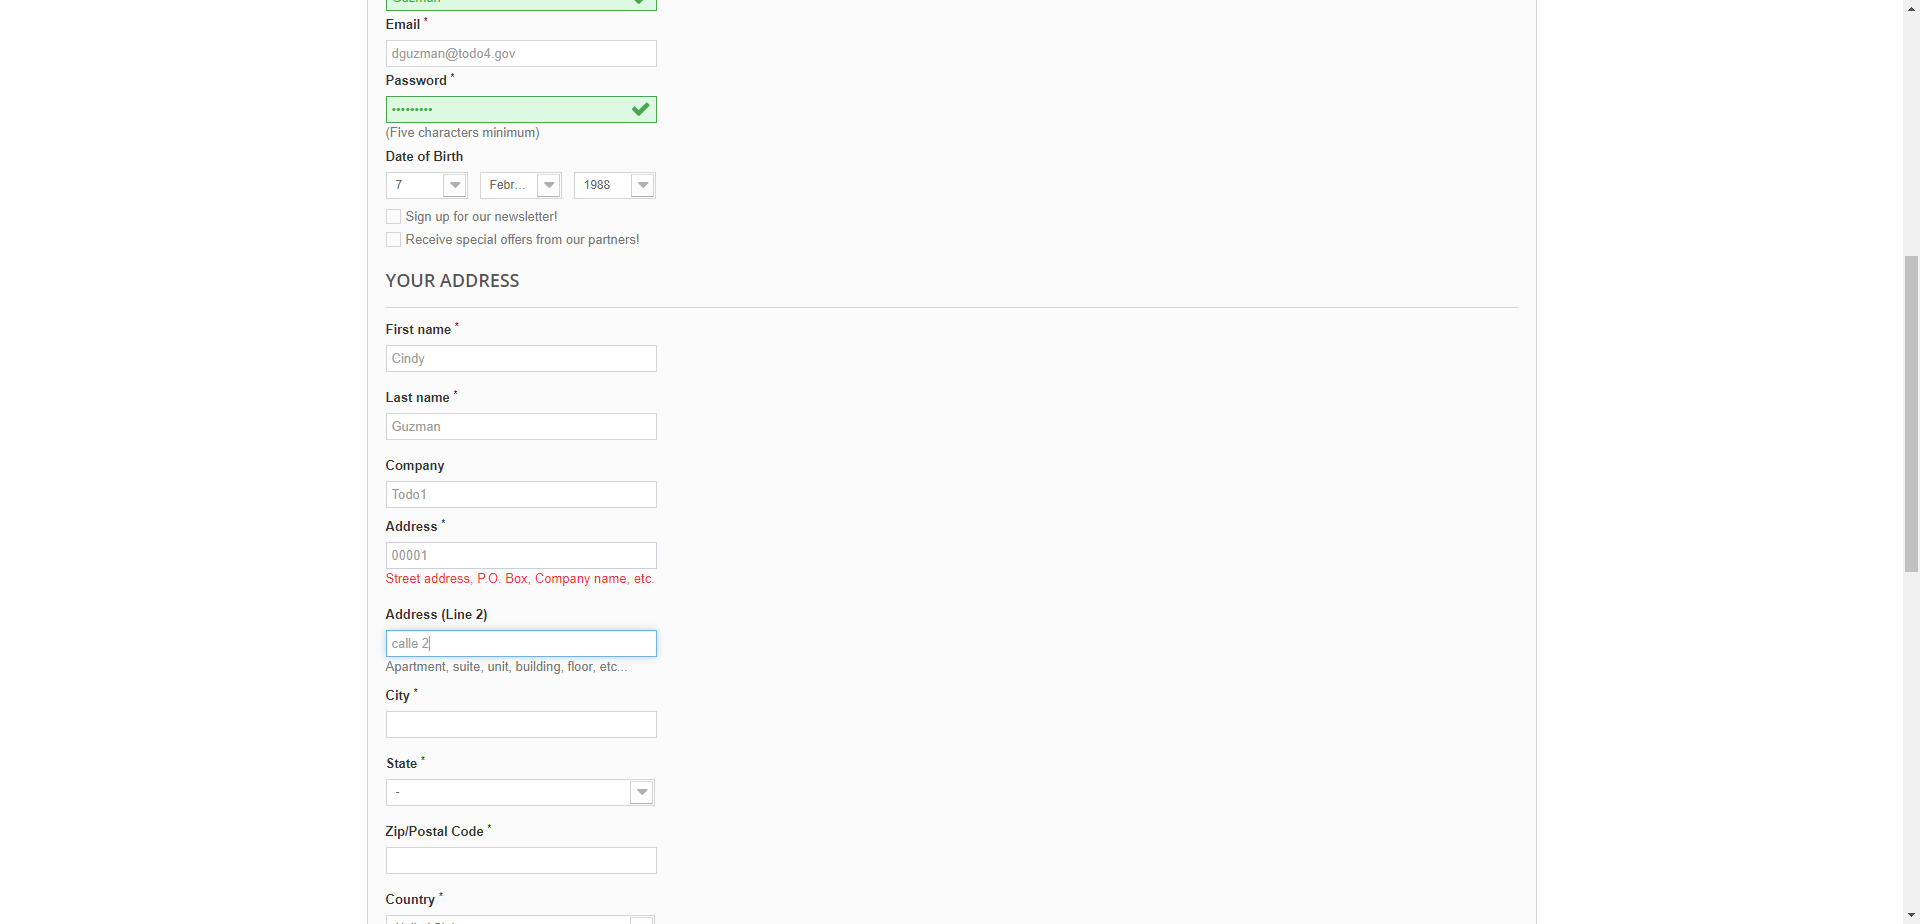 Guzman
Email *
dguzman@todo4.gov
Password *
•••••••••
(Five characters minimum)
Date of Birth
7 Febr... 1988
Sign up for our newsletter!
Receive special offers from our partners!
YOUR ADDRESS
First name *
Cindy
Last name *
Guzman
Company
Todo1
Address *
00001
Street address, P.O. Box, Company name, etc.
Address (Line 2)
calle 2
Apartment, suite, unit, building, floor, etc...
City *
State *
-
Zip/Postal Code *
Country *